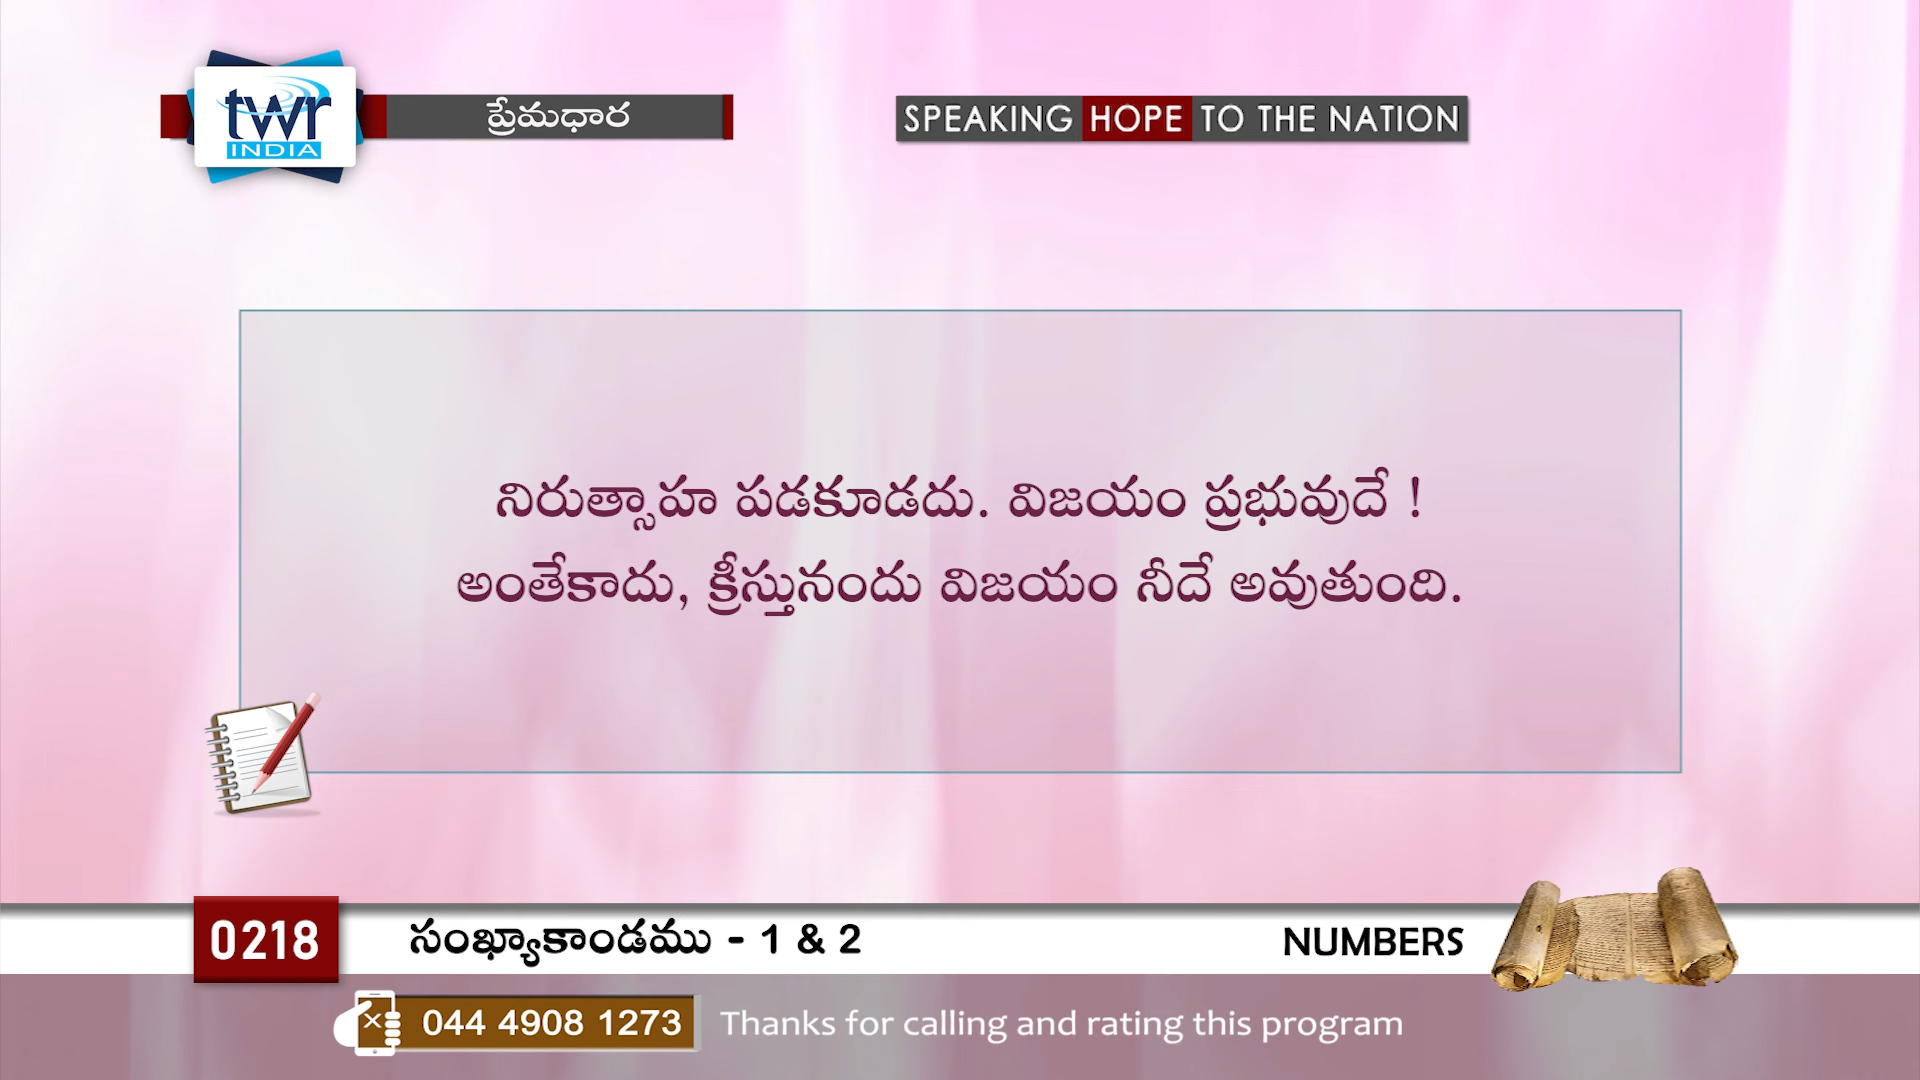 twr
INDIA
ప్రేమధార
SPEAKING HOPE TO THE NATION
నిరుత్సాహ పడకూడదు. విజయం ప్రభువుదే !
అంతేకాదు, క్రీస్తునందు విజయం నీదే అవుతుంది.
0218
సంఖ్యాకాండము - 1 & 2
NUMBERS
044 4908 1273
Thanks for calling and rating this program